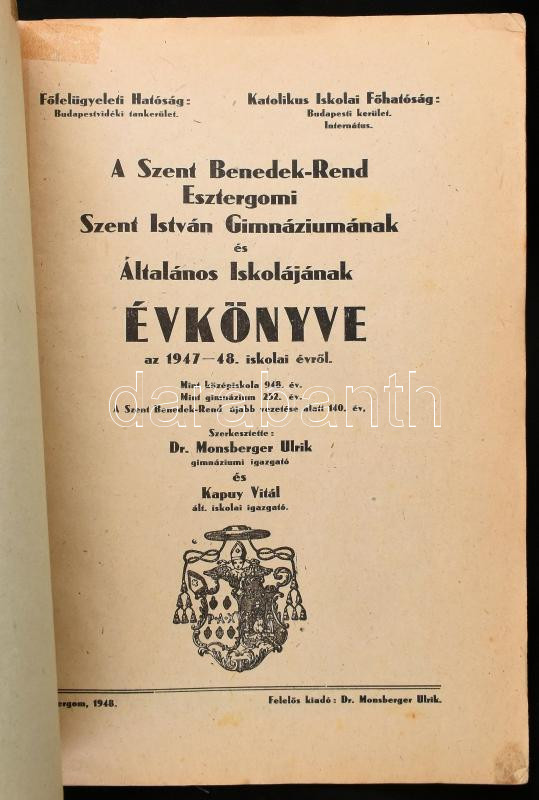 Főfelügyeleti Hatóság:
Budapestvidéki tankerület.
Katolikus Iskolai Főhatóság:
Budapesti kerület.
Internátus.
A Szent Benedek-Rend
Esztergomi
Szent István Gimnáziumának
és
Általános Iskolájának
ÉVKÖNYVE
az 1947—48. iskolai évről.
Mint középiskola 948. év.
Mint gimnázium 252. év.
A Szent Benedek-Rend újabb vezetése alatt 140. év.
darabanth
Szerkesztette:
Dr. Monsberger Ulrik
gimnáziumi igazgató
és
Kapuy Vitál
ált. iskolai igazgató.
PAX
ergom, 1948.
Felelős kiadó: Dr. Monsberger Ulrik.